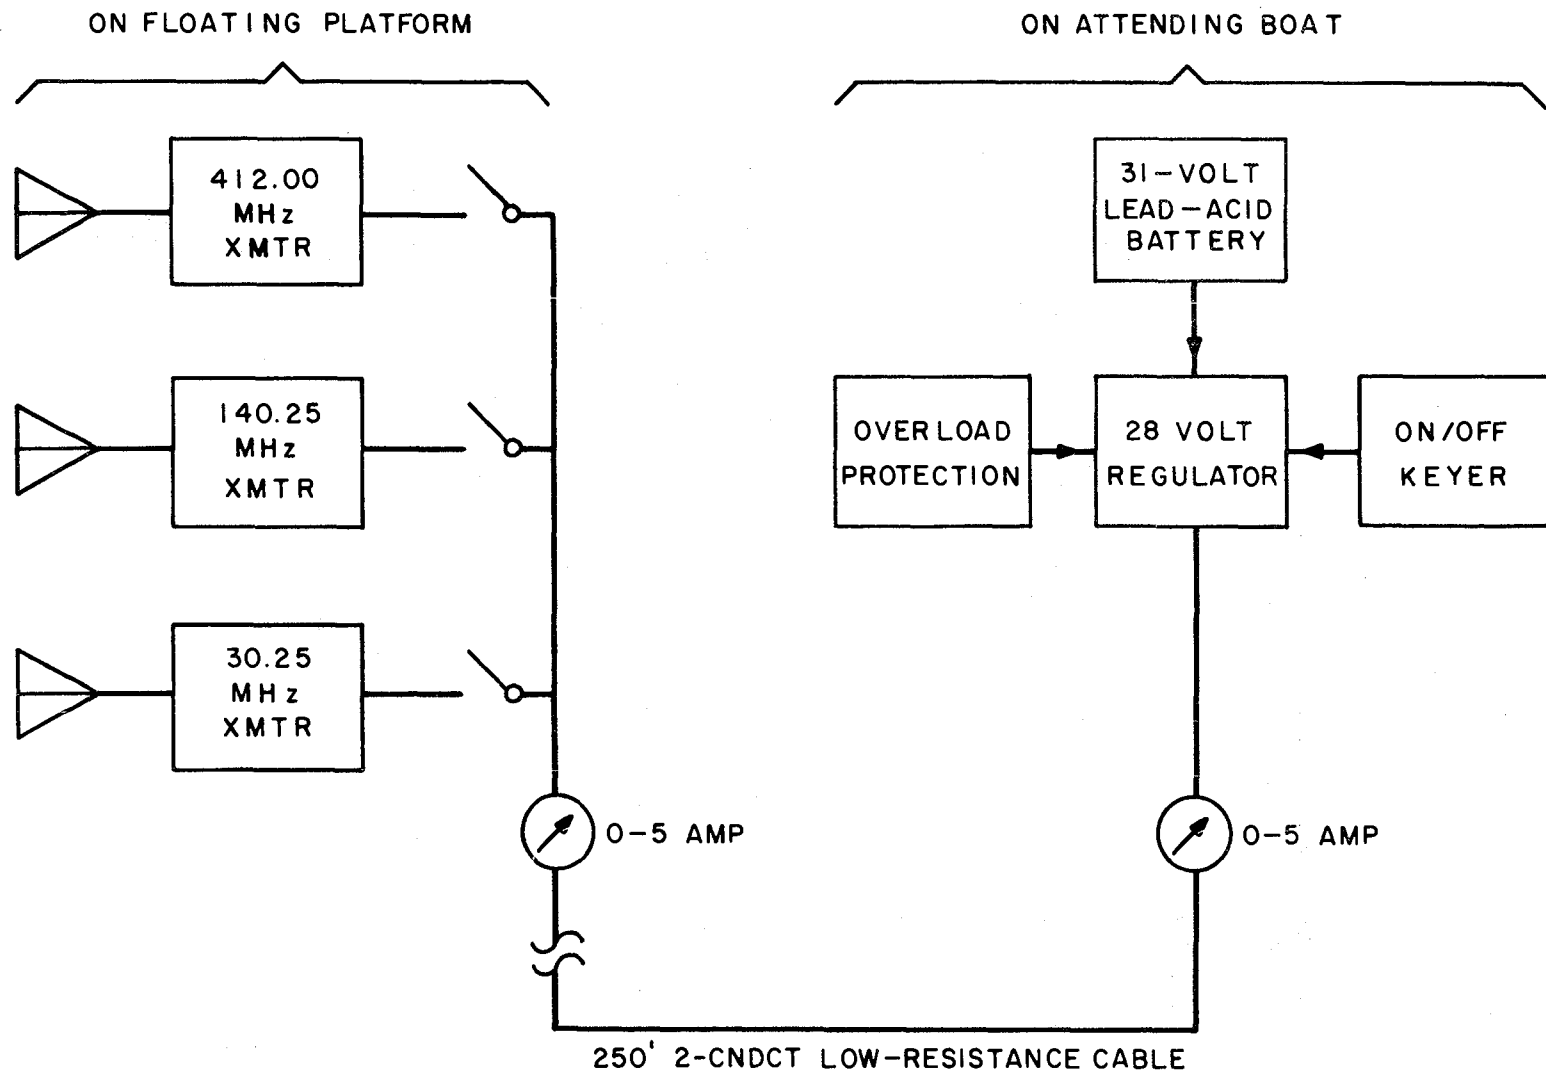 ON FLOATING PLATFORM
ON ATTENDING BOAT
412.00
MHz
XMTR
31-VOLT
LEAD-ACID
BATTERY
140.25
MHz
XMTR
OVERLOAD
PROTECTION
28 VOLT
REGULATOR
ON/OFF
KEYER
30.25
MHz
XMTR
0-5 AMP
0-5 AMP
250' 2-CNDCT LOW-RESISTANCE CABLE